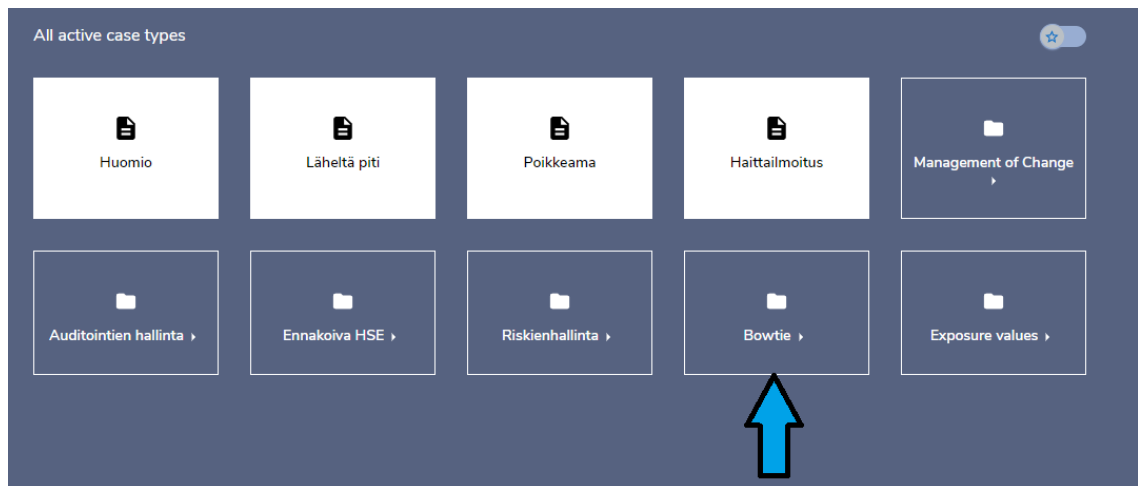 All active case types
Huomio
Läheltä piti
Poikkeama
Haittailmoitus
Management of Change
Auditointien hallinta
Ennakoiva HSE
Riskienhallinta
Bowtie
Exposure values